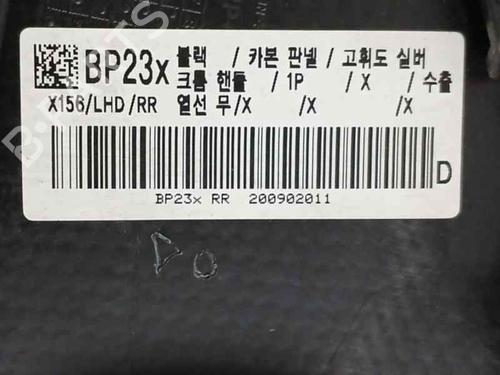 BP23x 블랙 / 카본 판넬 / 고휘도 실버
크롬 핸들 / 1P / X / 수출
X156/LHD/RR 열선 무/X /X /X
D
BP23x RR 200902011